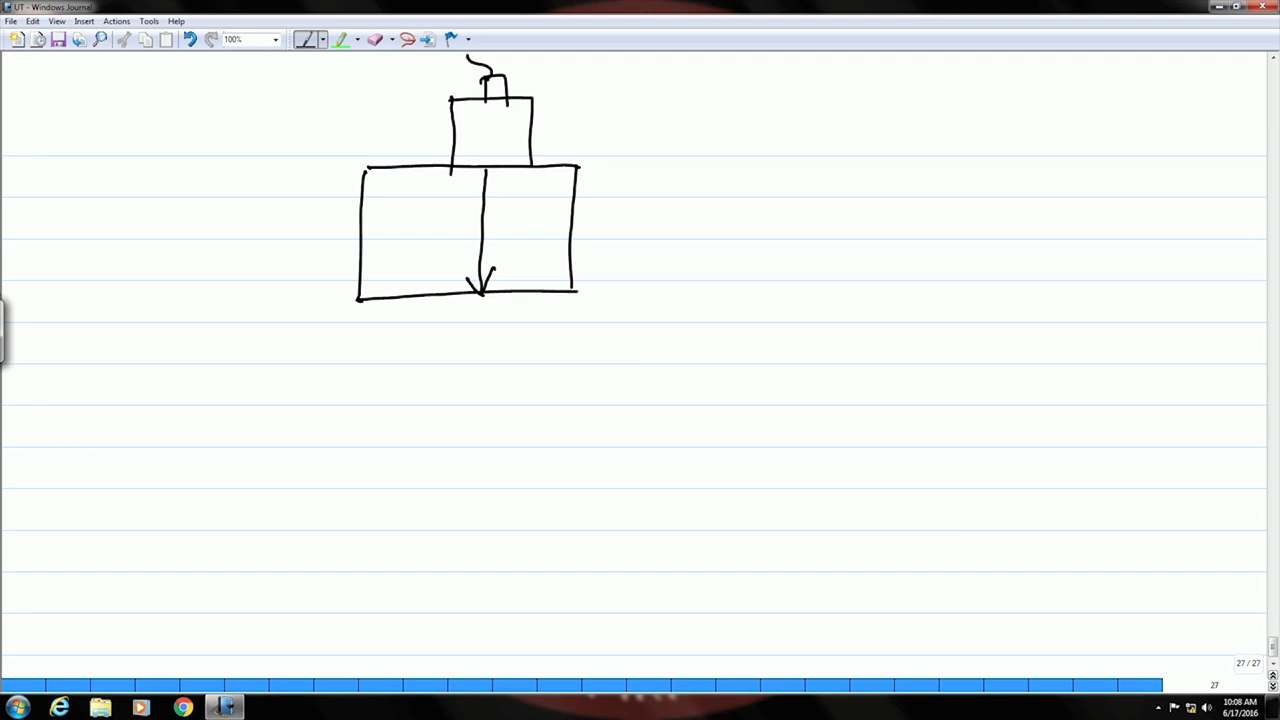 UT - Windows Journal
File Edit View Insert Actions Tools Help
100%
27 / 27
27
10:08 AM
6/17/2016